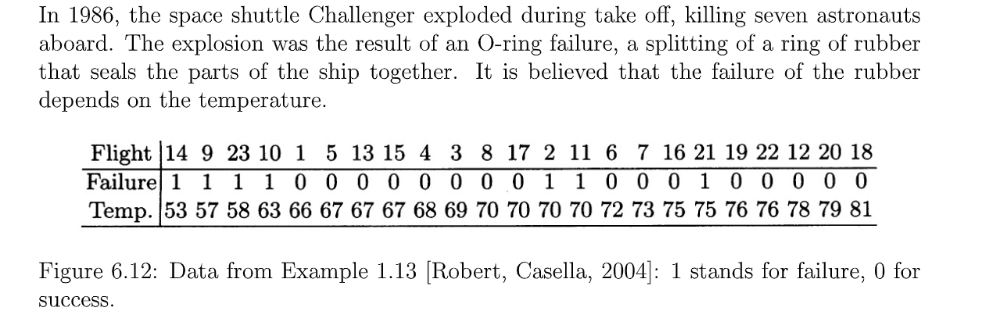 In 1986, the space shuttle Challenger exploded during take off, killing seven astronauts
aboard. The explosion was the result of an O-ring failure, a splitting of a ring of rubber
that seals the parts of the ship together. It is believed that the failure of the rubber
depends on the temperature.
Flight 14 9 23 10 1 5 13 15 4 3 8 17 2 11 6 7 16 21 19 22 12 20 18
Failure 1 1 1 1 0 0 0 0 0 0 0 0 1 1 0 0 0 1 0 0 0 0 0
Temp. 53 57 58 63 66 67 67 67 68 69 70 70 70 70 72 73 75 75 76 76 78 79 81
Figure 6.12: Data from Example 1.13 [Robert, Casella, 2004]: 1 stands for failure, 0 for
success.